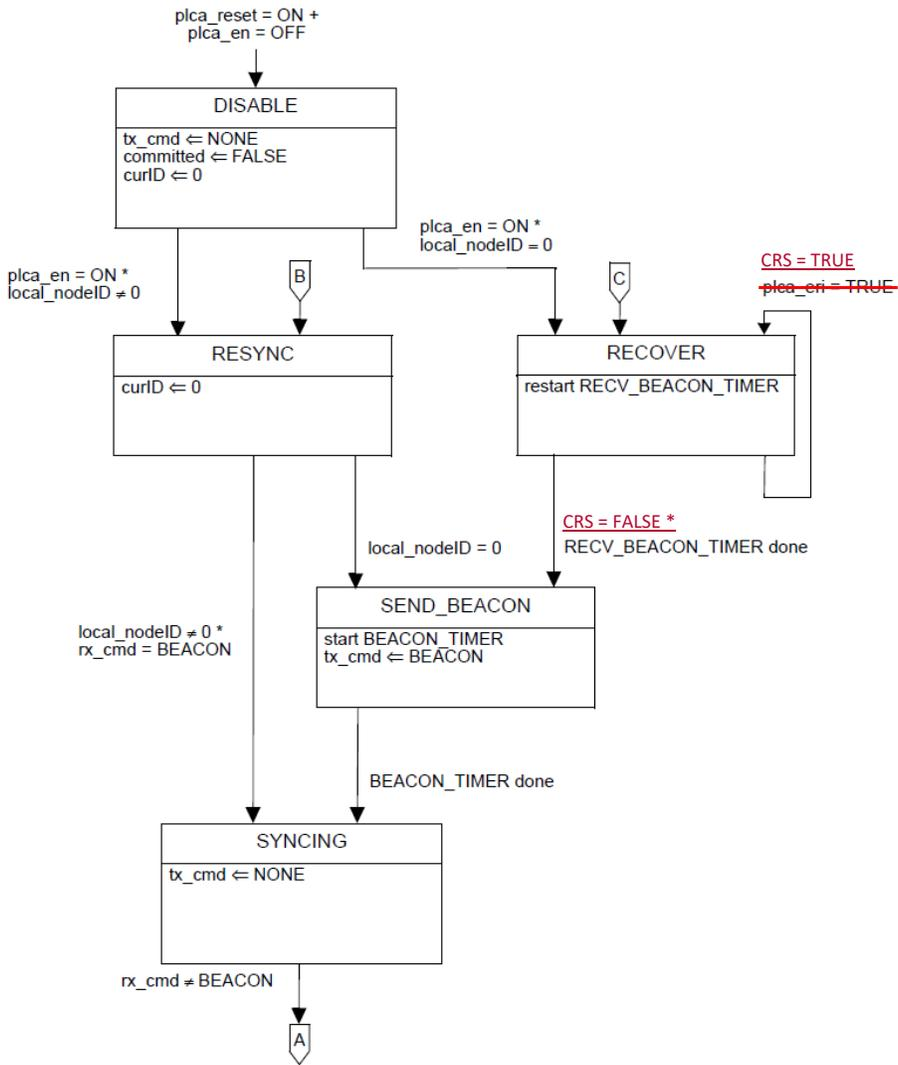 plca_reset = ON +
plca_en = OFF
DISABLE
tx_cmd ⇐ NONE
committed ⇐ FALSE
curID ⇐ 0
plca_en = ON *
local_nodeID = 0
plca_en = ON *
local_nodeID ≠ 0
B
C
CRS = TRUE
plca_eri = TRUE
RESYNC
curID ⇐ 0
RECOVER
restart RECV_BEACON_TIMER
CRS = FALSE *
RECV_BEACON_TIMER done
local_nodeID = 0
SEND_BEACON
start BEACON_TIMER
tx_cmd ⇐ BEACON
local_nodeID ≠ 0 *
rx_cmd = BEACON
BEACON_TIMER done
SYNCING
tx_cmd ⇐ NONE
rx_cmd ≠ BEACON
A